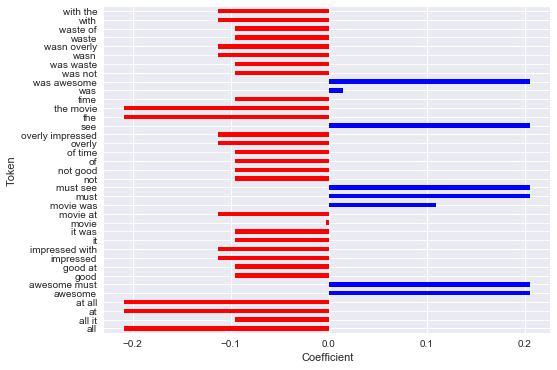 with the
with
waste of
waste
wasn overly
wasn
was waste
was not
was awesome
was
time
the movie
the
see
overly impressed
overly
of time
of
not good
not
must see
must
movie was
movie at
movie
it was
it
impressed with
impressed
good at
good
awesome must
awesome
at all
at
all it
all
Token
−0.2 −0.1 0.0 0.1 0.2
Coefficient